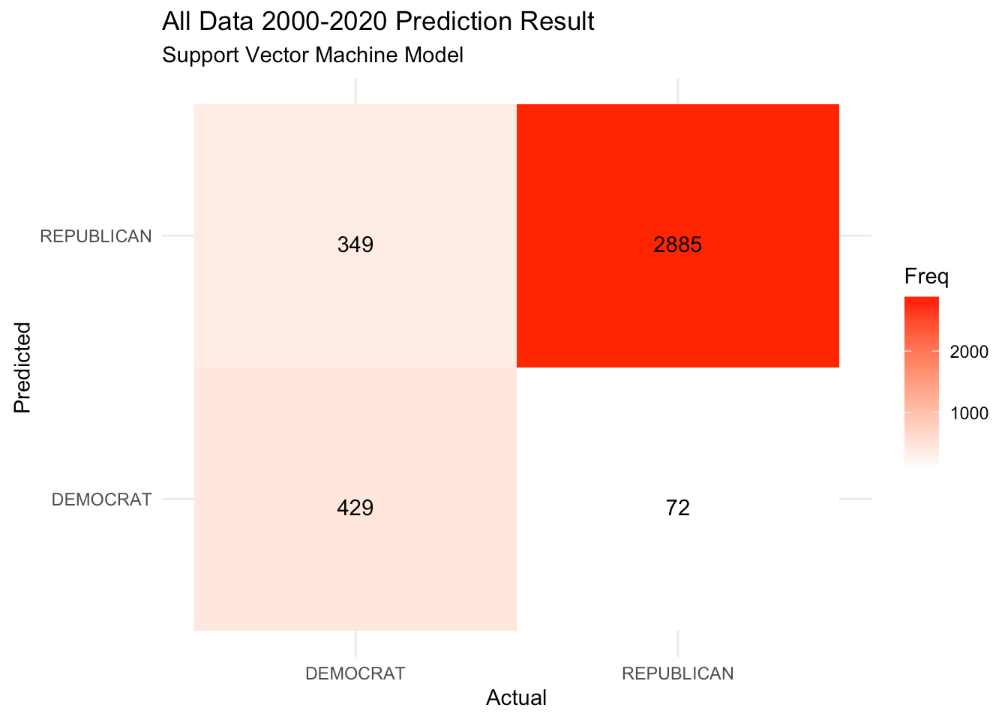 All Data 2000-2020 Prediction Result
Support Vector Machine Model
REPUBLICAN
349
2885
Predicted
DEMOCRAT
429
72
DEMOCRAT
REPUBLICAN
Actual
Freq
2000
1000